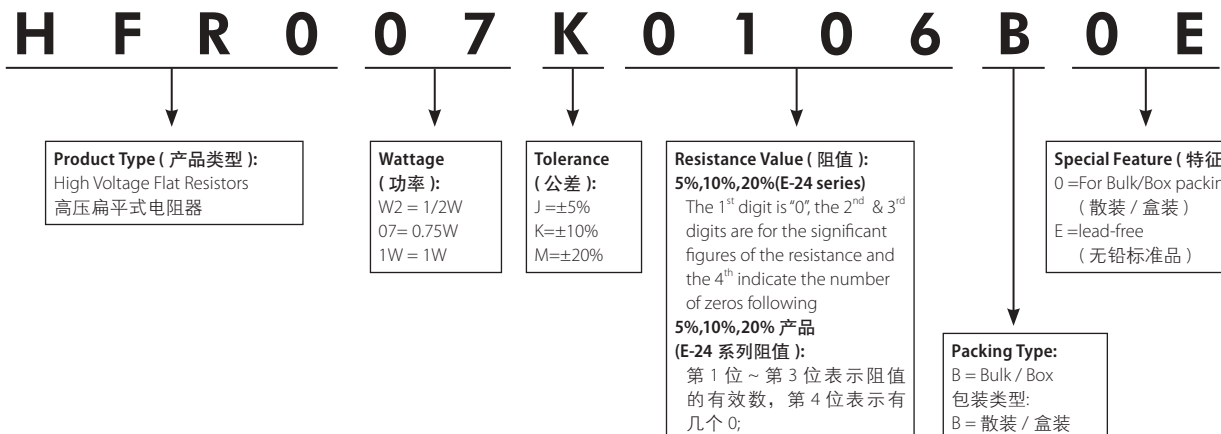 H F R 0 0 7 K 0 1 0 6 B 0 E
Product Type ( 产品类型 ):
High Voltage Flat Resistors
高压扁平式电阻器
Wattage
( 功率 ):
W2 = 1/2W
07= 0.75W
1W = 1W
Tolerance
( 公差 ):
J =±5%
K=±10%
M=±20%
Resistance Value ( 阻值 ):
5%,10%,20%(E-24 series)
The 1st digit is “0”, the 2nd & 3rd
digits are for the significant
figures of the resistance and
the 4th indicate the number
of zeros following
5%,10%,20% 产品
(E-24 系列阻值 ):
第 1 位 ~ 第 3 位表示阻值
的有效数，第 4 位表示有
几个 0;
Packing Type:
B = Bulk / Box
包装类型:
B = 散装 / 盒装
Special Feature ( 特征
0 =For Bulk/Box packin
( 散装 / 盒装 )
E =lead-free
( 无铅标准品 )